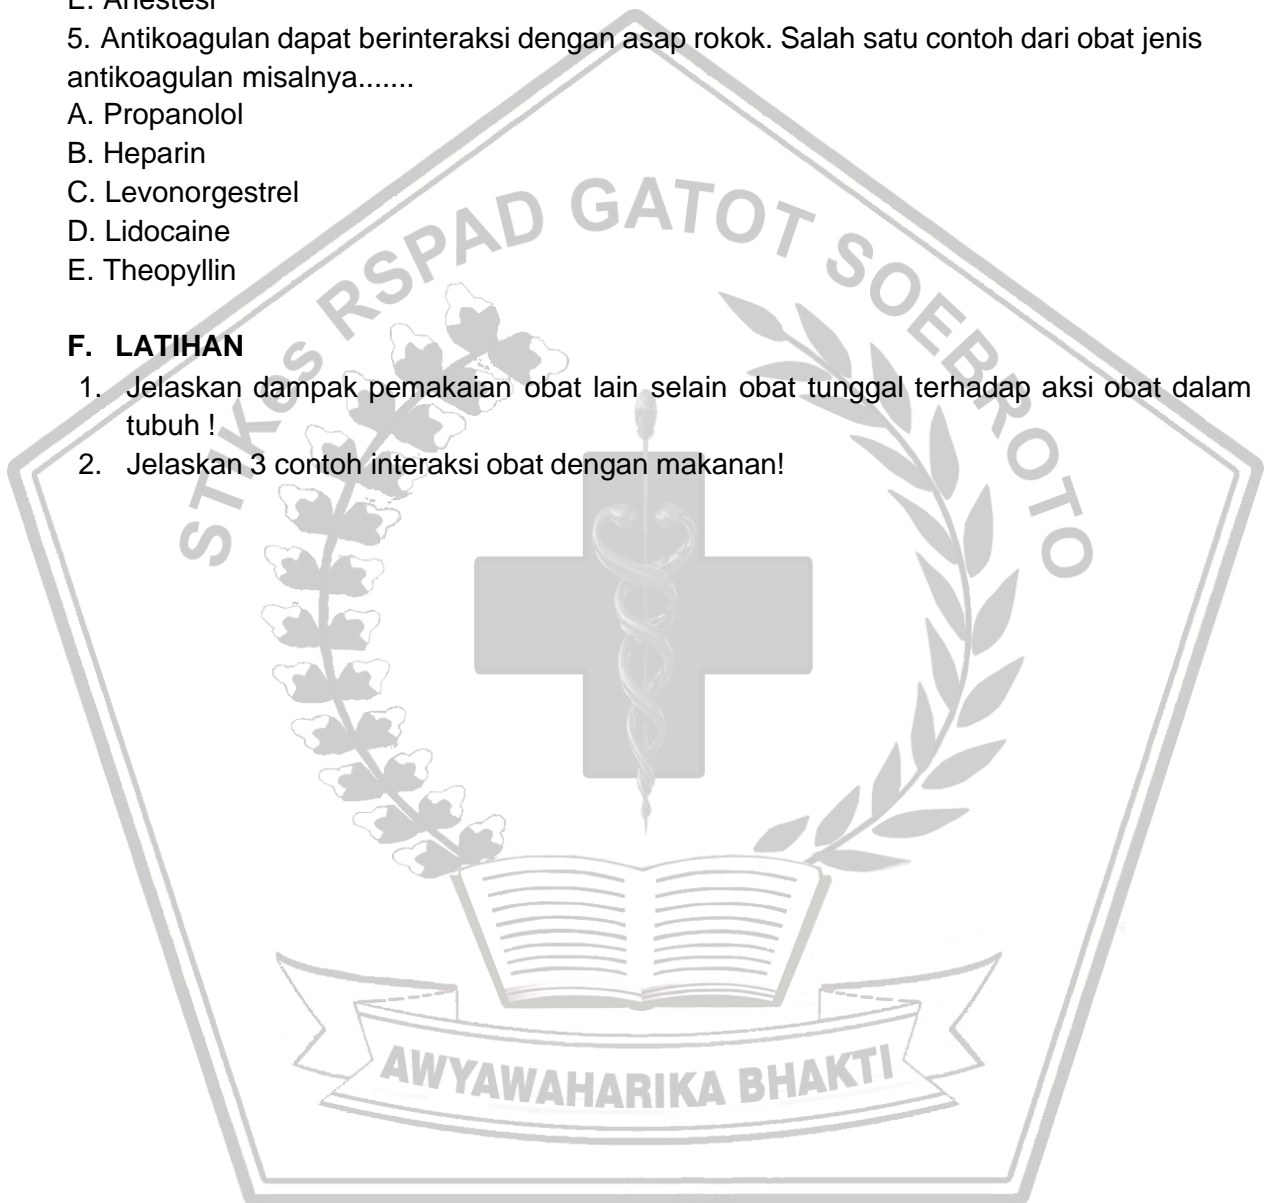 E. Anestesi
5. Antikoagulan dapat berinteraksi dengan asap rokok. Salah satu contoh dari obat jenis
antikoagulan misalnya.......
A. Propanolol
B. Heparin
C. Levonorgestrel
D. Lidocaine
E. Theopyllin
F. LATIHAN
1. Jelaskan dampak pemakaian obat lain selain obat tunggal terhadap aksi obat dalam
tubuh !
2. Jelaskan 3 contoh interaksi obat dengan makanan!
STIKes RSPAD GATOT SOEBROTO
AWYAWAHARIKA BHAKTI